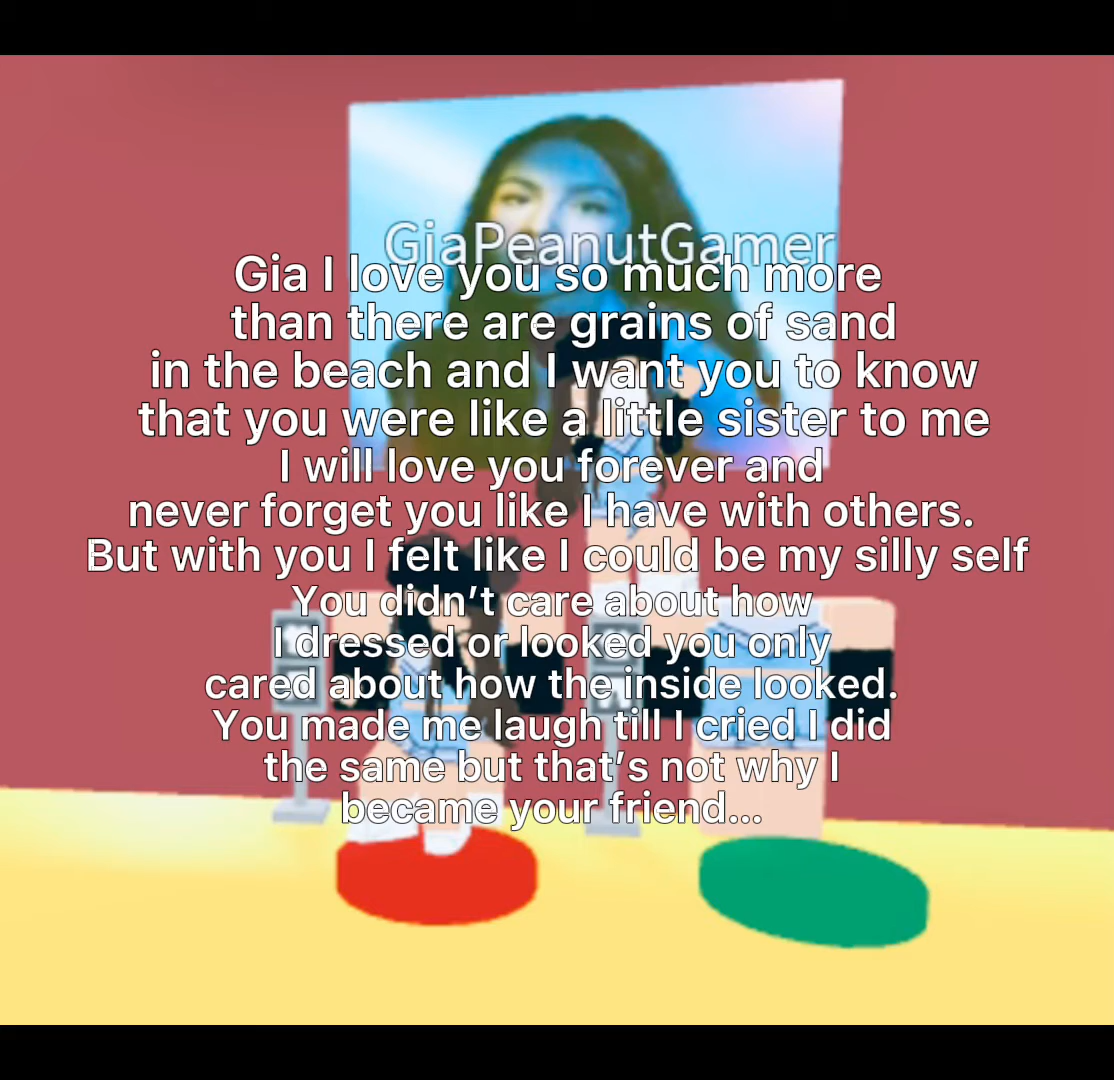 GiaPeanutGamer
Gia I love you so much more
than there are grains of sand
in the beach and I want you to know
that you were like a little sister to me
I will love you forever and
never forget you like I have with others.
But with you I felt like I could be my silly self
You didn’t care about how
I dressed or looked you only
cared about how the inside looked.
You made me laugh till I cried I did
the same but that’s not why I
became your friend...